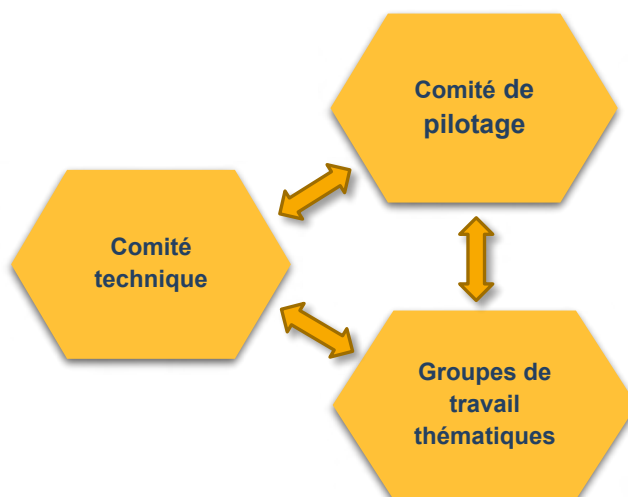 Comité de
pilotage
Comité
technique
Groupes de
travail
thématiques